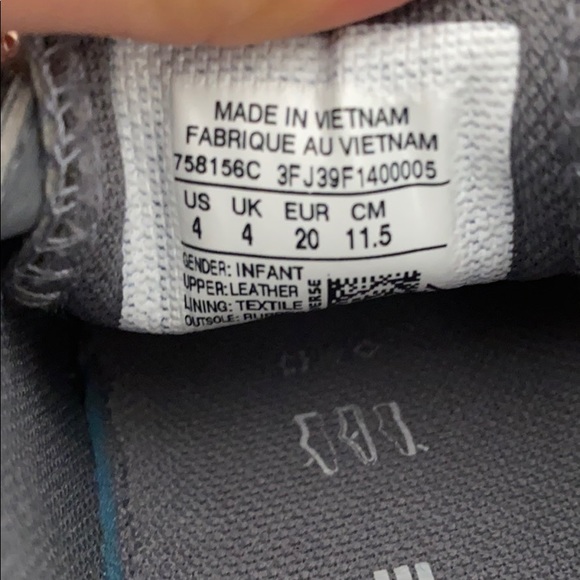 MADE IN VIETNAM
FABRIQUE AU VIETNAM
758156C 3FJ39F1400005
US UK EUR CM
4 4 20 11.5
GENDER: INFANT
UPPER: LEATHER
LINING: TEXTILE
OUTSOLE: